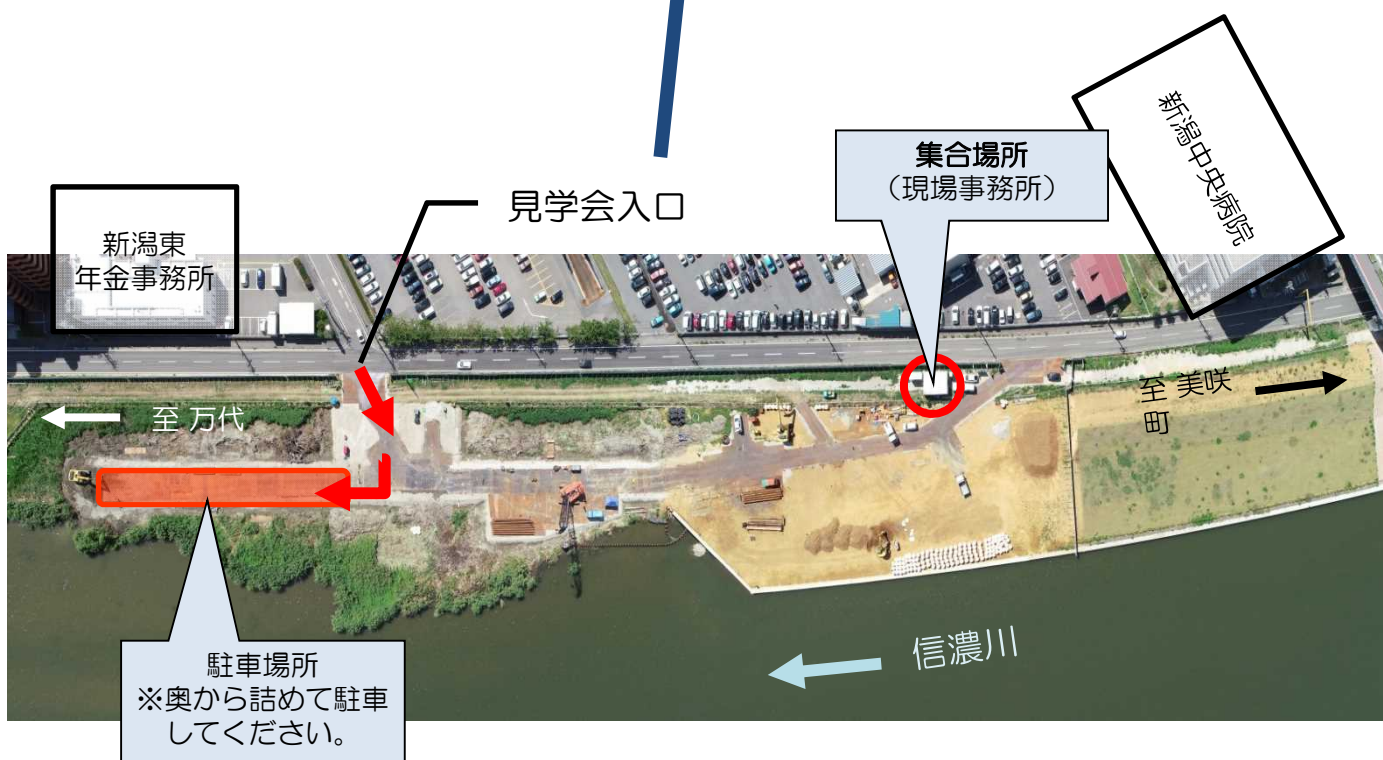 新潟中央病院
集合場所
（現場事務所）
見学会入口
新潟東
年金事務所
至 美咲
町
至 万代
信濃川
駐車場所
※奥から詰めて駐車
してください。